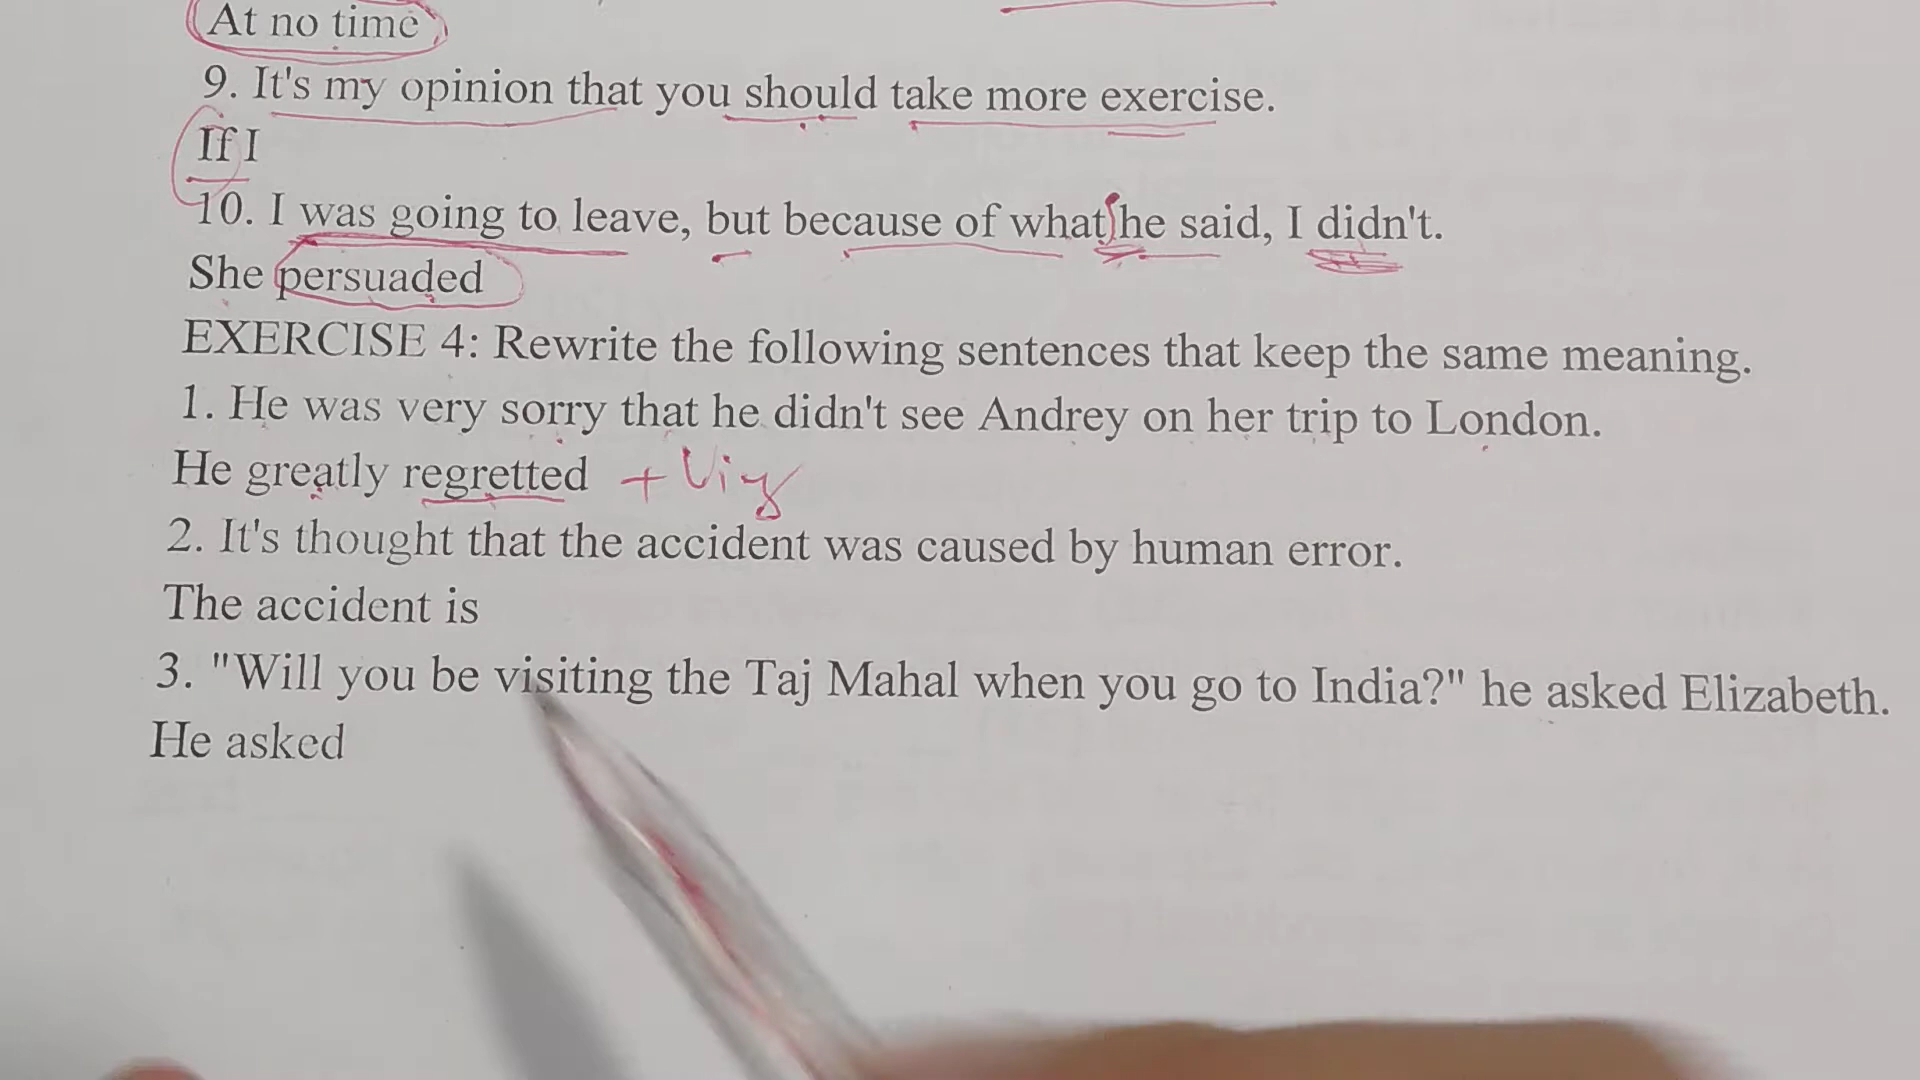 At no time
9. It's my opinion that you should take more exercise.
If I
10. I was going to leave, but because of what he said, I didn't.
She persuaded
EXERCISE 4: Rewrite the following sentences that keep the same meaning.
1. He was very sorry that he didn't see Andrey on her trip to London.
He greatly regretted + Ving
2. It's thought that the accident was caused by human error.
The accident is
3. "Will you be visiting the Taj Mahal when you go to India?" he asked Elizabeth.
He asked